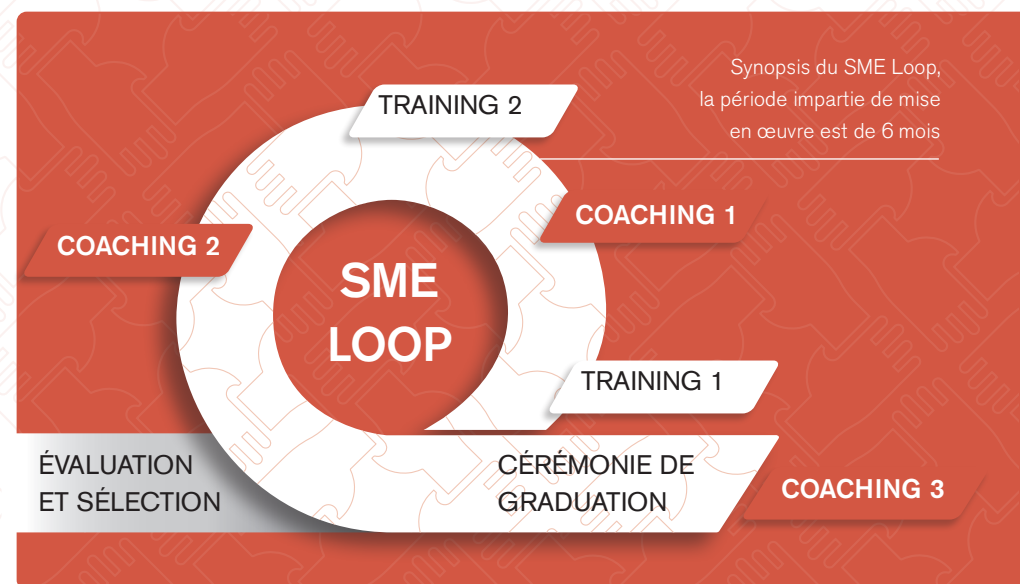 Synopsis du SME Loop,
la période impartie de mise
en œuvre est de 6 mois
TRAINING 2
COACHING 1
COACHING 2
SME
LOOP
TRAINING 1
ÉVALUATION
ET SÉLECTION
CÉRÉMONIE DE
GRADUATION
COACHING 3